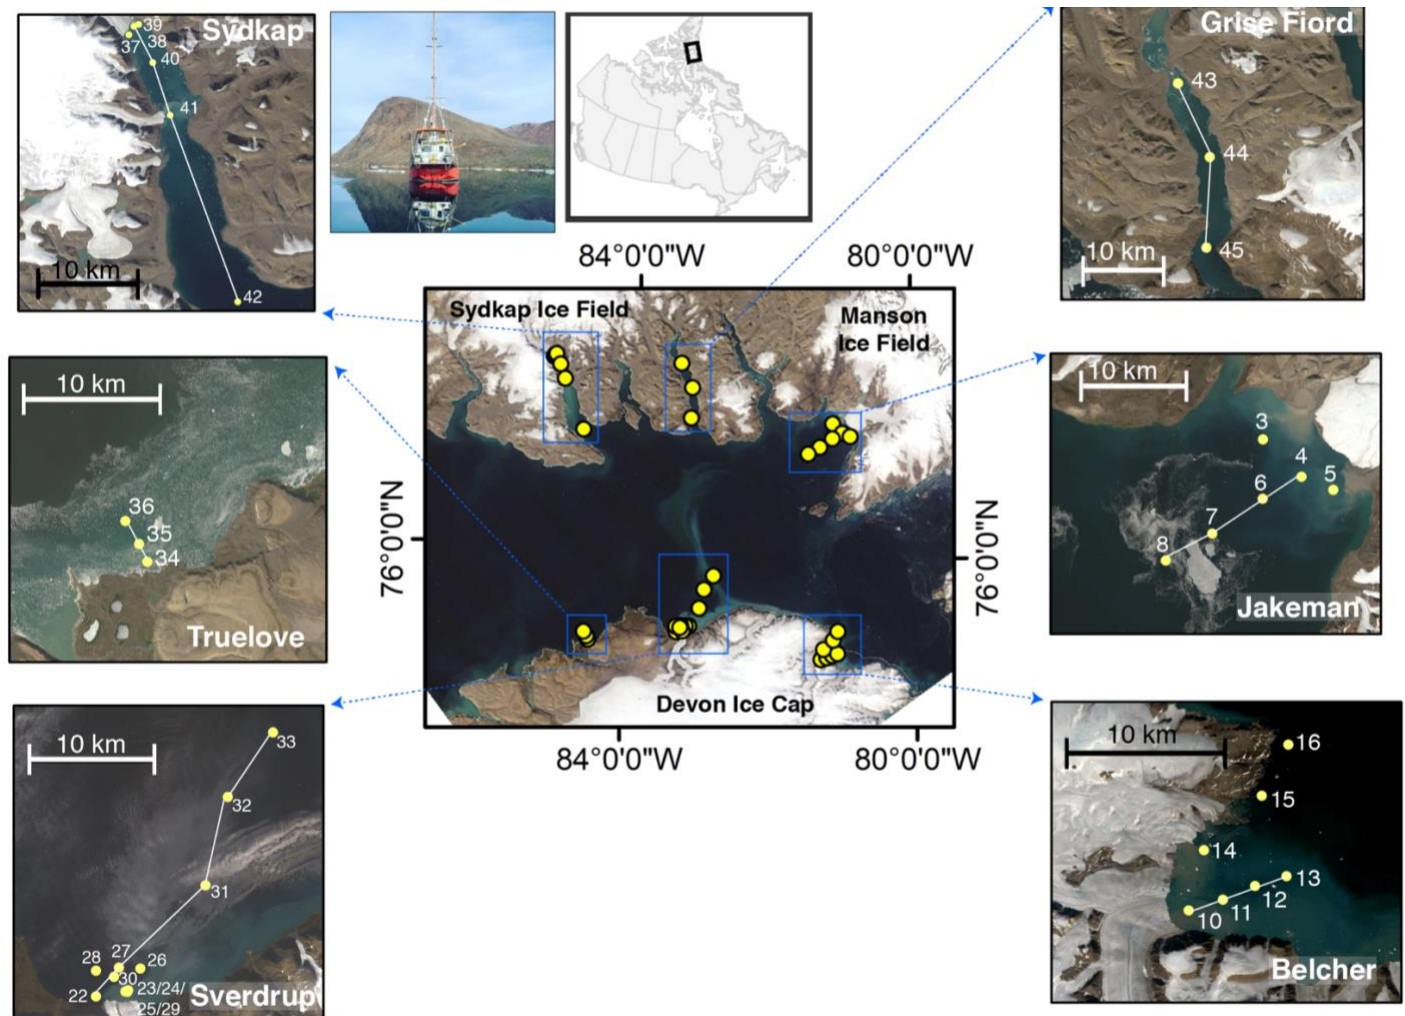 Sydkap
39
37
38
40
41
42
10 km
Grise Fiord
43
44
45
10 km
84°0'0"W
80°0'0"W
Sydkap Ice Field
Manson
Ice Field
76°0'0"N
76°0'0"N
Devon Ice Cap
84°0'0"W
80°0'0"W
10 km
36
35
34
Truelove
10 km
3
4
5
6
7
8
Jakeman
10 km
33
32
31
28
27
26
30
22
23/24/
25/29
Sverdrup
10 km
16
15
14
13
12
11
10
Belcher